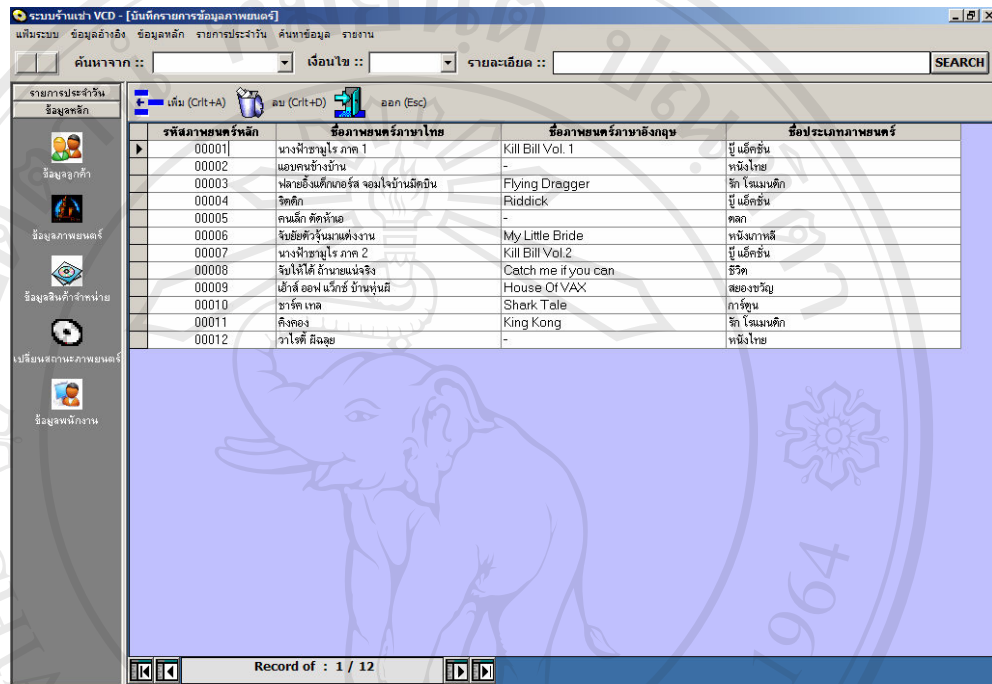 ระบบร้านเช่า VCD - [บันทึกรายการข้อมูลภาพยนตร์]
แฟ้มระบบ ข้อมูลอ้างอิง ข้อมูลหลัก รายการประจำวัน ค้นหาข้อมูล รายงาน
ค้นหาจาก :: เงื่อนไข :: รายละเอียด :: SEARCH
รายการประจำวัน
ข้อมูลหลัก
ข้อมูลลูกค้า
ข้อมูลภาพยนตร์
ข้อมูลสินค้าจำหน่าย
เปลี่ยนสถานะภาพยนตร์
ข้อมูลพนักงาน
เพิ่ม (Crlt+A) ลบ (Crlt+D) ออก (Esc)
รหัสภาพยนตร์หลัก ชื่อภาพยนตร์ภาษาไทย ชื่อภาพยนตร์ภาษาอังกฤษ ชื่อประเภทภาพยนตร์
00001 นางฟ้าซามูไร ภาค 1 Kill Bill Vol. 1 บู๊ แอ็คชั่น
00002 แอบคนข้างบ้าน - หนังไทย
00003 ฟลายอิ้งแด็กเกอร์ส จอมใจบ้านมีดบิน Flying Dragger รัก โรแมนติก
00004 ริดดิก Riddick บู๊ แอ็คชั่น
00005 คนเล็ก ตัดห้าเอ - ตลก
00006 จับยัยตัวจุ้นมาแต่งงาน My Little Bride หนังเกาหลี
00007 นางฟ้าซามูไร ภาค 2 Kill Bill Vol.2 บู๊ แอ็คชั่น
00008 จับให้ได้ ถ้านายแน่จริง Catch me if you can ชีวิต
00009 เฮ้าส์ ออฟ แว็กซ์ บ้านหุ่นผี House Of VAX สยองขวัญ
00010 ชาร์ค เทล Shark Tale การ์ตูน
00011 คิงคอง King Kong รัก โรแมนติก
00012 วาไรตี้ ผีฉลุย - หนังไทย
Record of : 1 / 12
1964